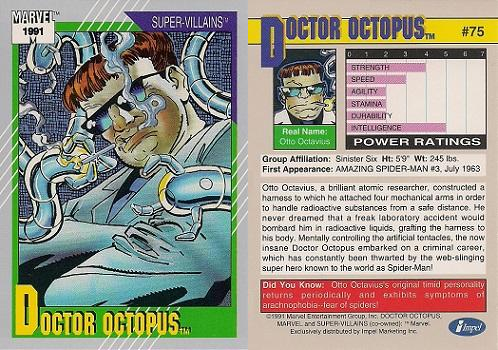 MARVEL
1991
SUPER-VILLAINS™
DOCTOR OCTOPUS™
DOCTOR OCTOPUS™
#75
0 1 2 3 4 5 6 7
STRENGTH
SPEED
AGILITY
STAMINA
DURABILITY
INTELLIGENCE
POWER RATINGS
Real Name:
Otto Octavius
Group Affiliation: Sinister Six Ht: 5'9" Wt: 245 lbs.
First Appearance: AMAZING SPIDER-MAN #3, July 1963
Otto Octavius, a brilliant atomic researcher, constructed a
harness to which he attached four mechanical arms in order
to handle radioactive substances from a safe distance. He
never dreamed that a freak laboratory accident would
bombard him in radioactive liquids, grafting the harness to
his body. Mentally controlling the artificial tentacles, the now
insane Doctor Octopus embarked on a criminal career,
which has constantly been thwarted by the web-slinging
super hero known to the world as Spider-Man!
Did You Know: Otto Octavius's original timid personality
returns periodically and exhibits symptoms of
arachnophobia--fear of spiders!
©1991 Marvel Entertainment Group, Inc. DOCTOR OCTOPUS,
MARVEL and SUPER-VILLAINS (co-owned): ™ Marvel.
Exclusively distributed by Impel Marketing Inc.
Impel